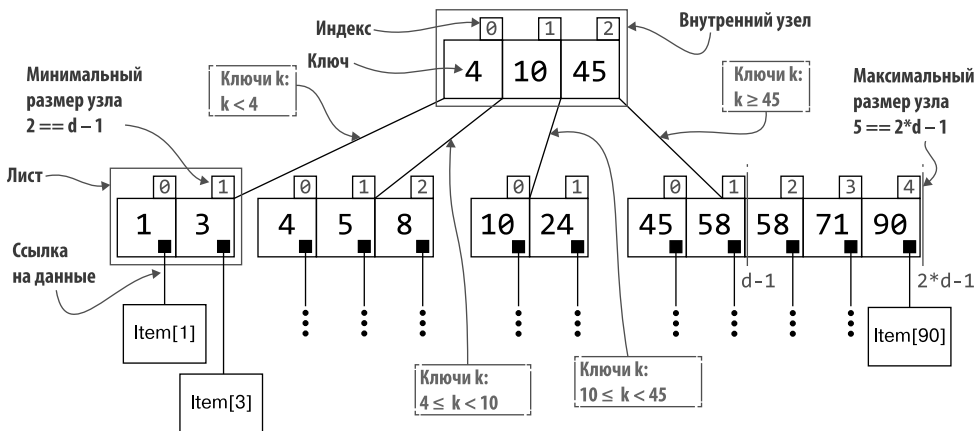 Индекс
0 1 2
Внутренний узел
Ключ
4 10 45
Минимальный
размер узла
2 == d – 1
Ключи k:
k < 4
Ключи k:
k ≥ 45
Максимальный
размер узла
5 == 2*d – 1
Лист
0 1
0 1 2
0 1
0 1 2 3 4
1 3
4 5 8
10 24
45 58 58 71 90
Ссылка
на данные
d-1
2*d-1
Item[1]
Item[90]
Item[3]
Ключи k:
4 ≤ k < 10
Ключи k:
10 ≤ k < 45